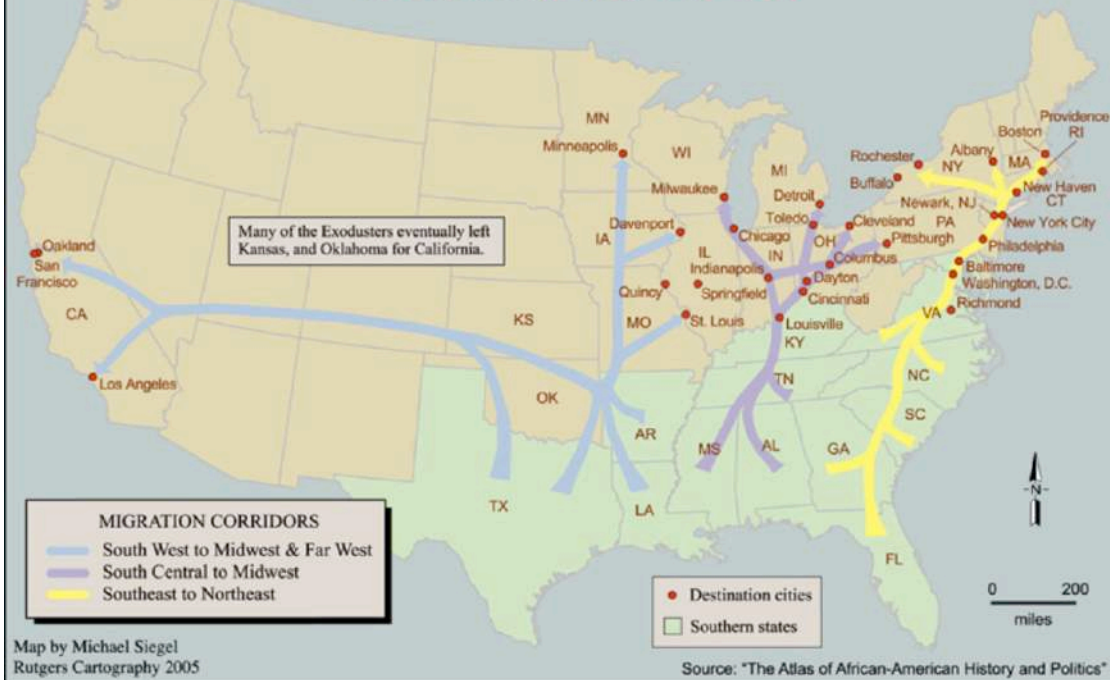 MN
Minneapolis
WI
MI
Milwaukee
Detroit
Toledo
Rochester
Buffalo
Albany
NY
Boston
MA
Providence
RI
New Haven
CT
Newark, NJ
New York City
PA
Cleveland
Pittsburgh
Philadelphia
Davenport
IA
Chicago
IL
IN
OH
Columbus
Indianapolis
Dayton
Baltimore
Washington, D.C.
Quincy
Springfield
Cincinnati
Richmond
VA
Many of the Exodusters eventually left
Kansas, and Oklahoma for California.
Oakland
San
Francisco
CA
KS
MO
St. Louis
Louisville
KY
Los Angeles
OK
TN
NC
AR
SC
MS
AL
GA
TX
LA
FL
MIGRATION CORRIDORS
South West to Midwest & Far West
South Central to Midwest
Southeast to Northeast
Destination cities
Southern states
N
0 200
miles
Map by Michael Siegel
Rutgers Cartography 2005
Source: "The Atlas of African-American History and Politics"